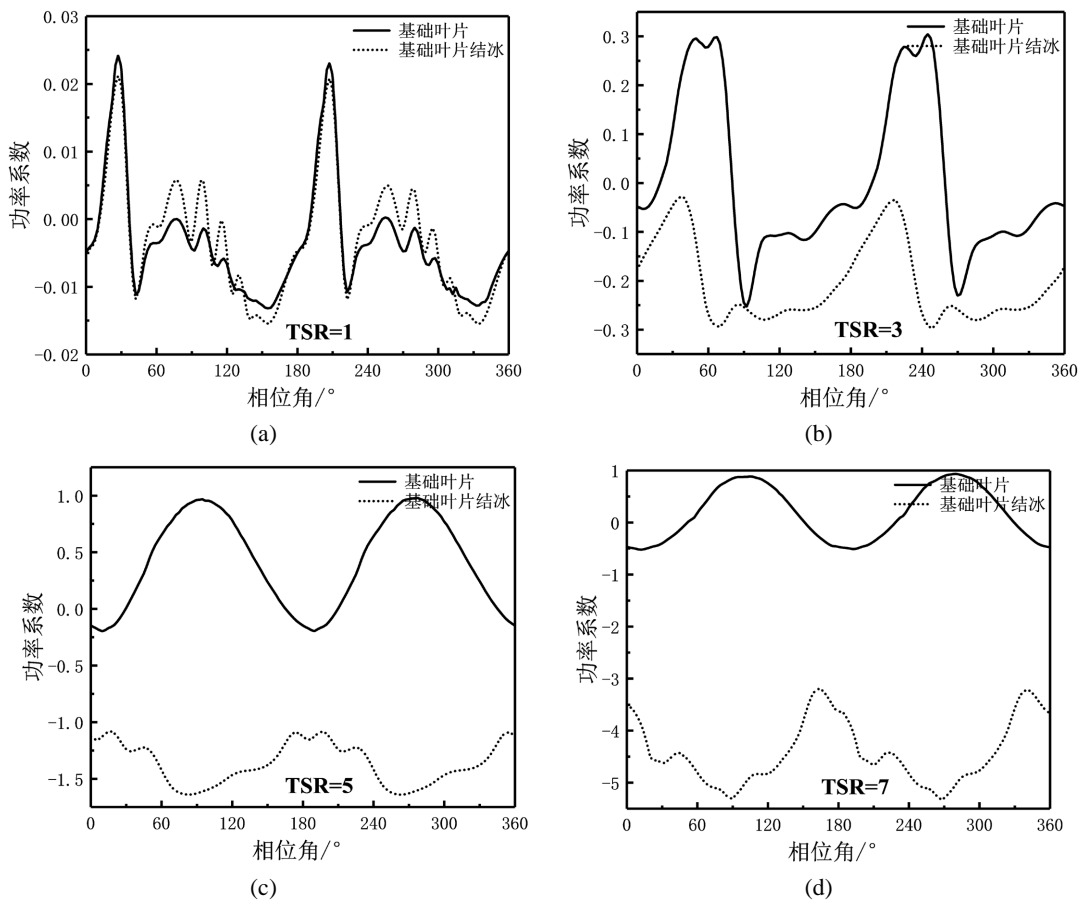 0.03
0.02
0.01
0.00
-0.01
-0.02
功率系数
基础叶片
基础叶片结冰
TSR=1
0 60 120 180 240 300 360
相位角/°
(a)
0.3
0.2
0.1
0.0
-0.1
-0.2
-0.3
功率系数
基础叶片
基础叶片结冰
TSR=3
0 60 120 180 240 300 360
相位角/°
(b)
1.0
0.5
0.0
-0.5
-1.0
-1.5
功率系数
基础叶片
基础叶片结冰
TSR=5
0 60 120 180 240 300 360
相位角/°
(c)
1
0
-1
-2
-3
-4
-5
功率系数
基础叶片
基础叶片结冰
TSR=7
0 60 120 180 240 300 360
相位角/°
(d)